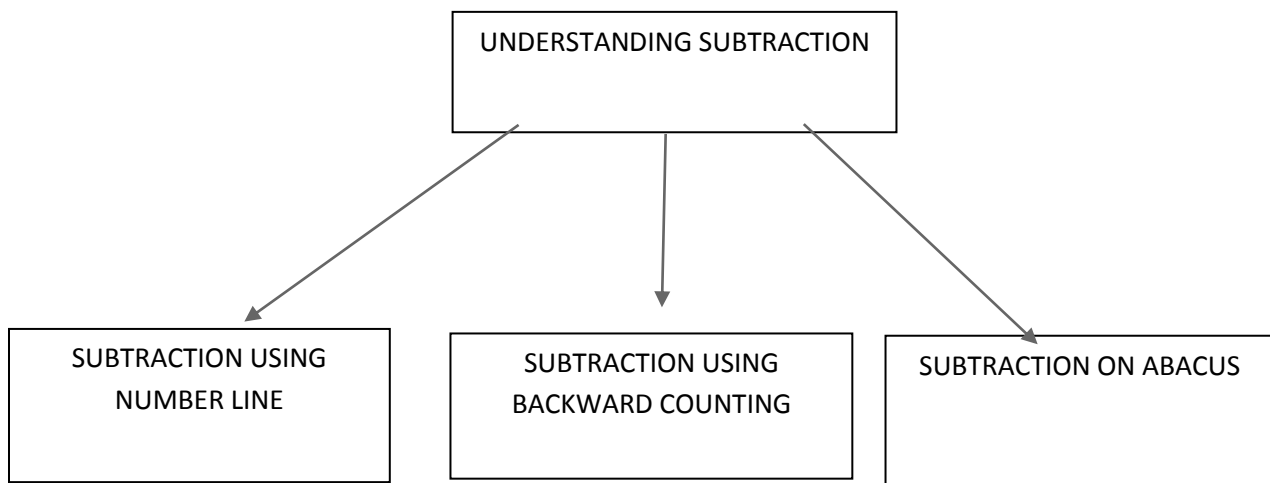 UNDERSTANDING SUBTRACTION
SUBTRACTION USING
NUMBER LINE
SUBTRACTION USING
BACKWARD COUNTING
SUBTRACTION ON ABACUS